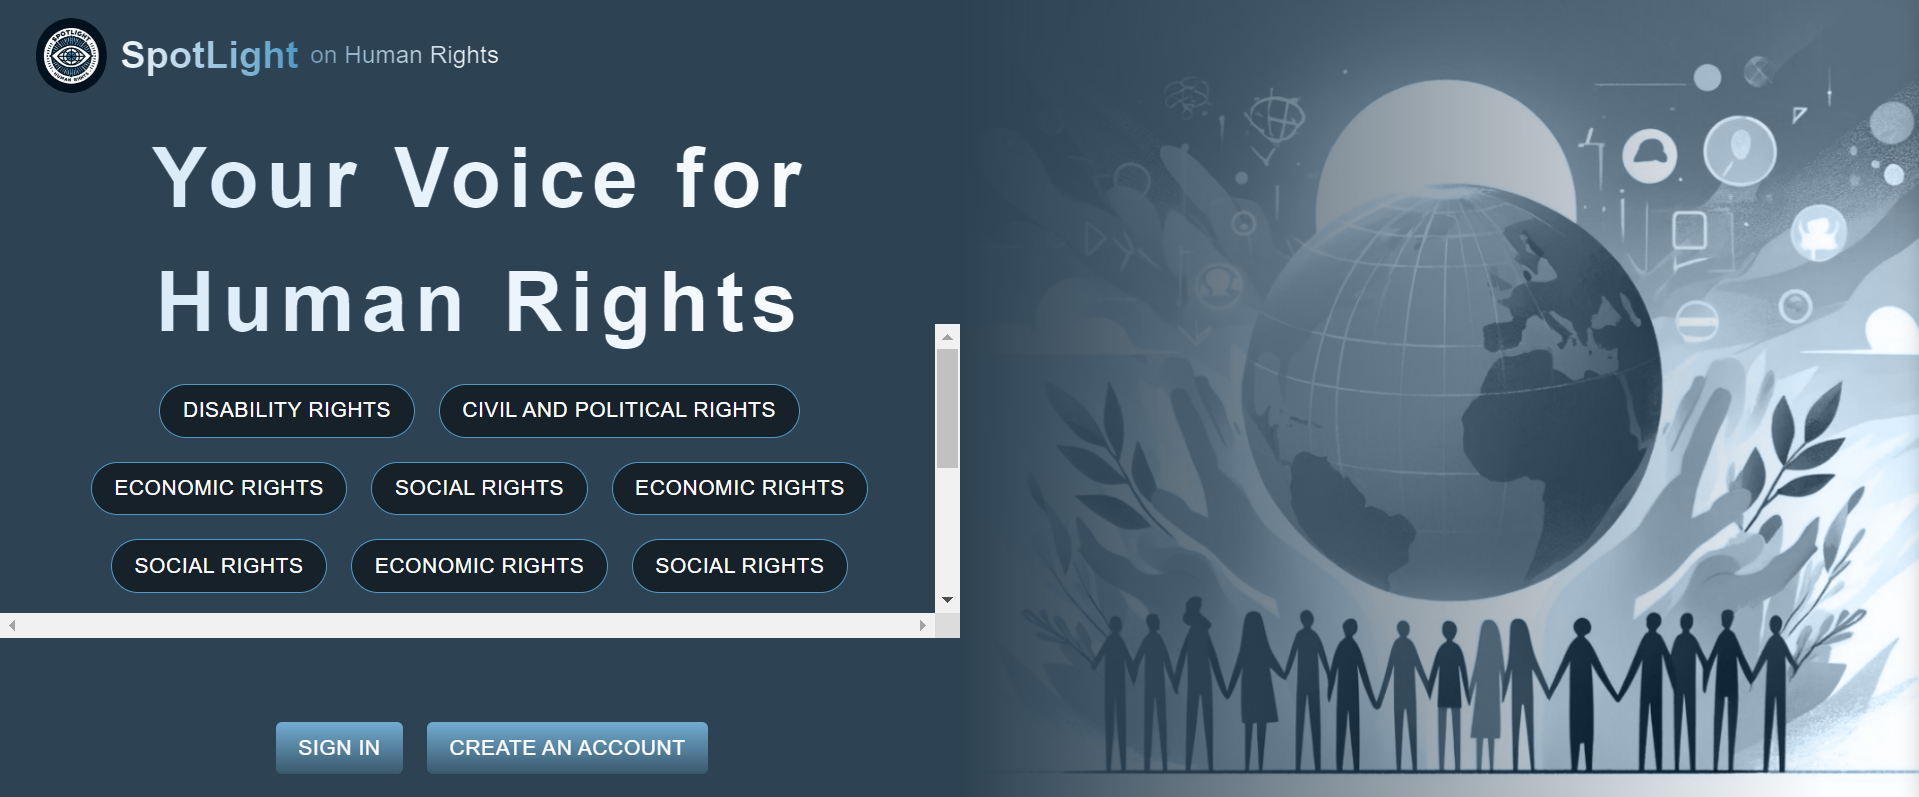 SPOTLIGHT
HUMAN RIGHTS
SpotLight on Human Rights
Your Voice for
Human Rights
DISABILITY RIGHTS
CIVIL AND POLITICAL RIGHTS
ECONOMIC RIGHTS
SOCIAL RIGHTS
ECONOMIC RIGHTS
SOCIAL RIGHTS
ECONOMIC RIGHTS
SOCIAL RIGHTS
SIGN IN
CREATE AN ACCOUNT